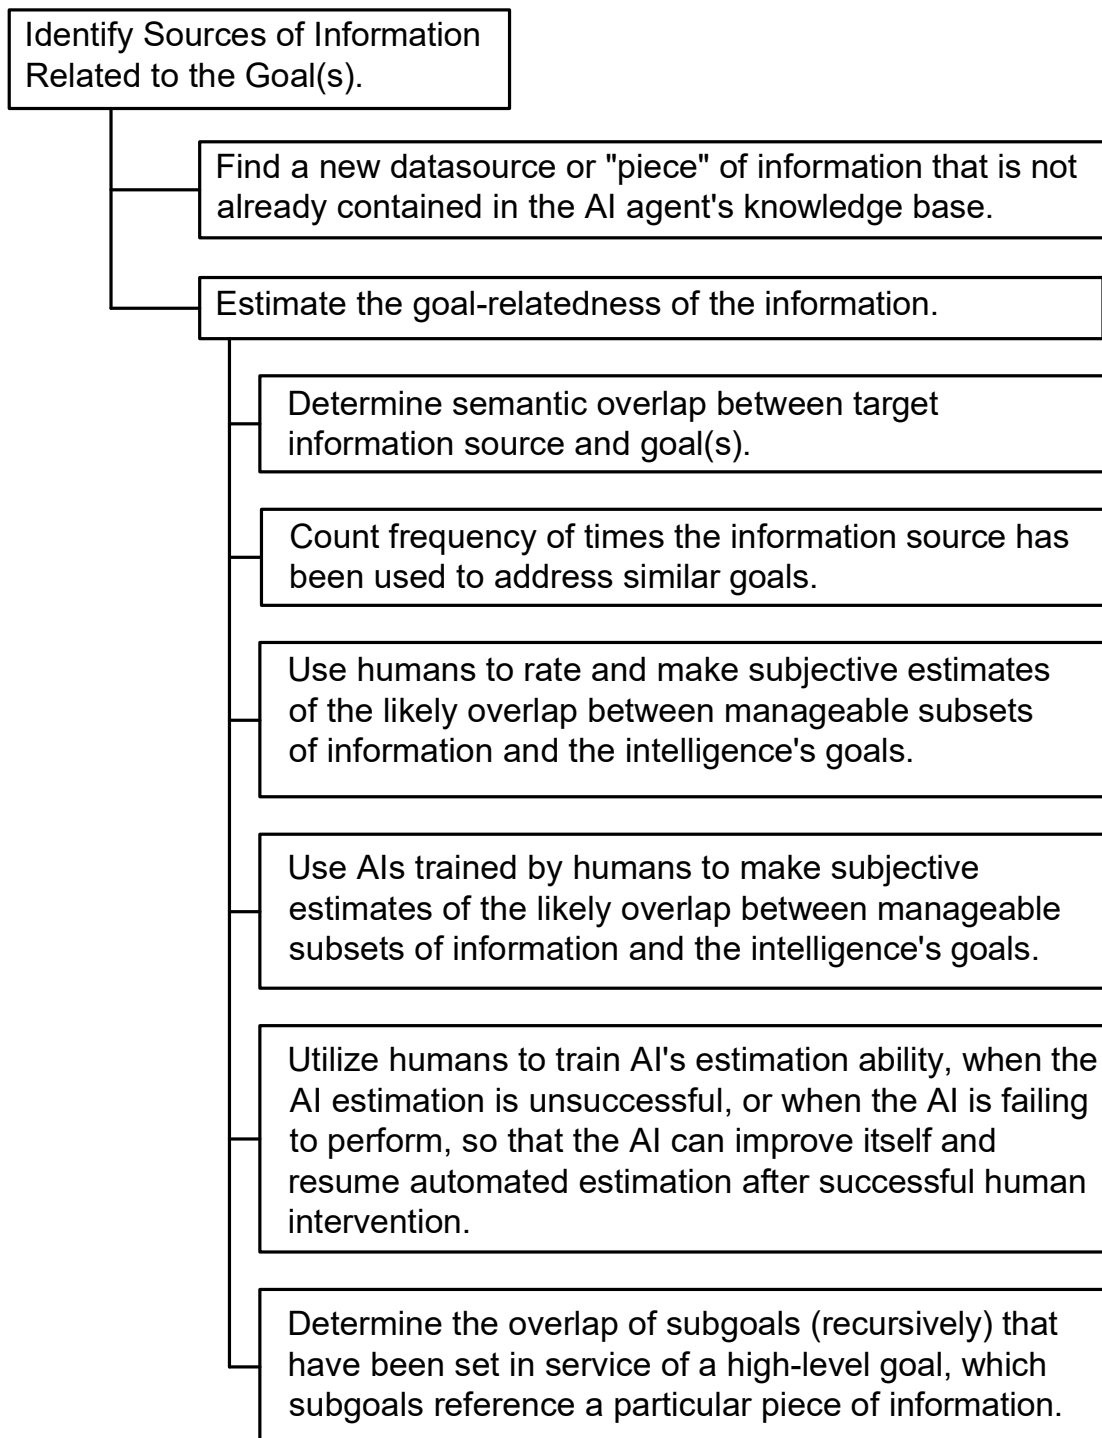 Identify Sources of Information
Related to the Goal(s).
Find a new datasource or "piece" of information that is not
already contained in the AI agent's knowledge base.
Estimate the goal-relatedness of the information.
Determine semantic overlap between target
information source and goal(s).
Count frequency of times the information source has
been used to address similar goals.
Use humans to rate and make subjective estimates
of the likely overlap between manageable subsets
of information and the intelligence's goals.
Use AIs trained by humans to make subjective
estimates of the likely overlap between manageable
subsets of information and the intelligence's goals.
Utilize humans to train AI's estimation ability, when the
AI estimation is unsuccessful, or when the AI is failing
to perform, so that the AI can improve itself and
resume automated estimation after successful human
intervention.
Determine the overlap of subgoals (recursively) that
have been set in service of a high-level goal, which
subgoals reference a particular piece of information.